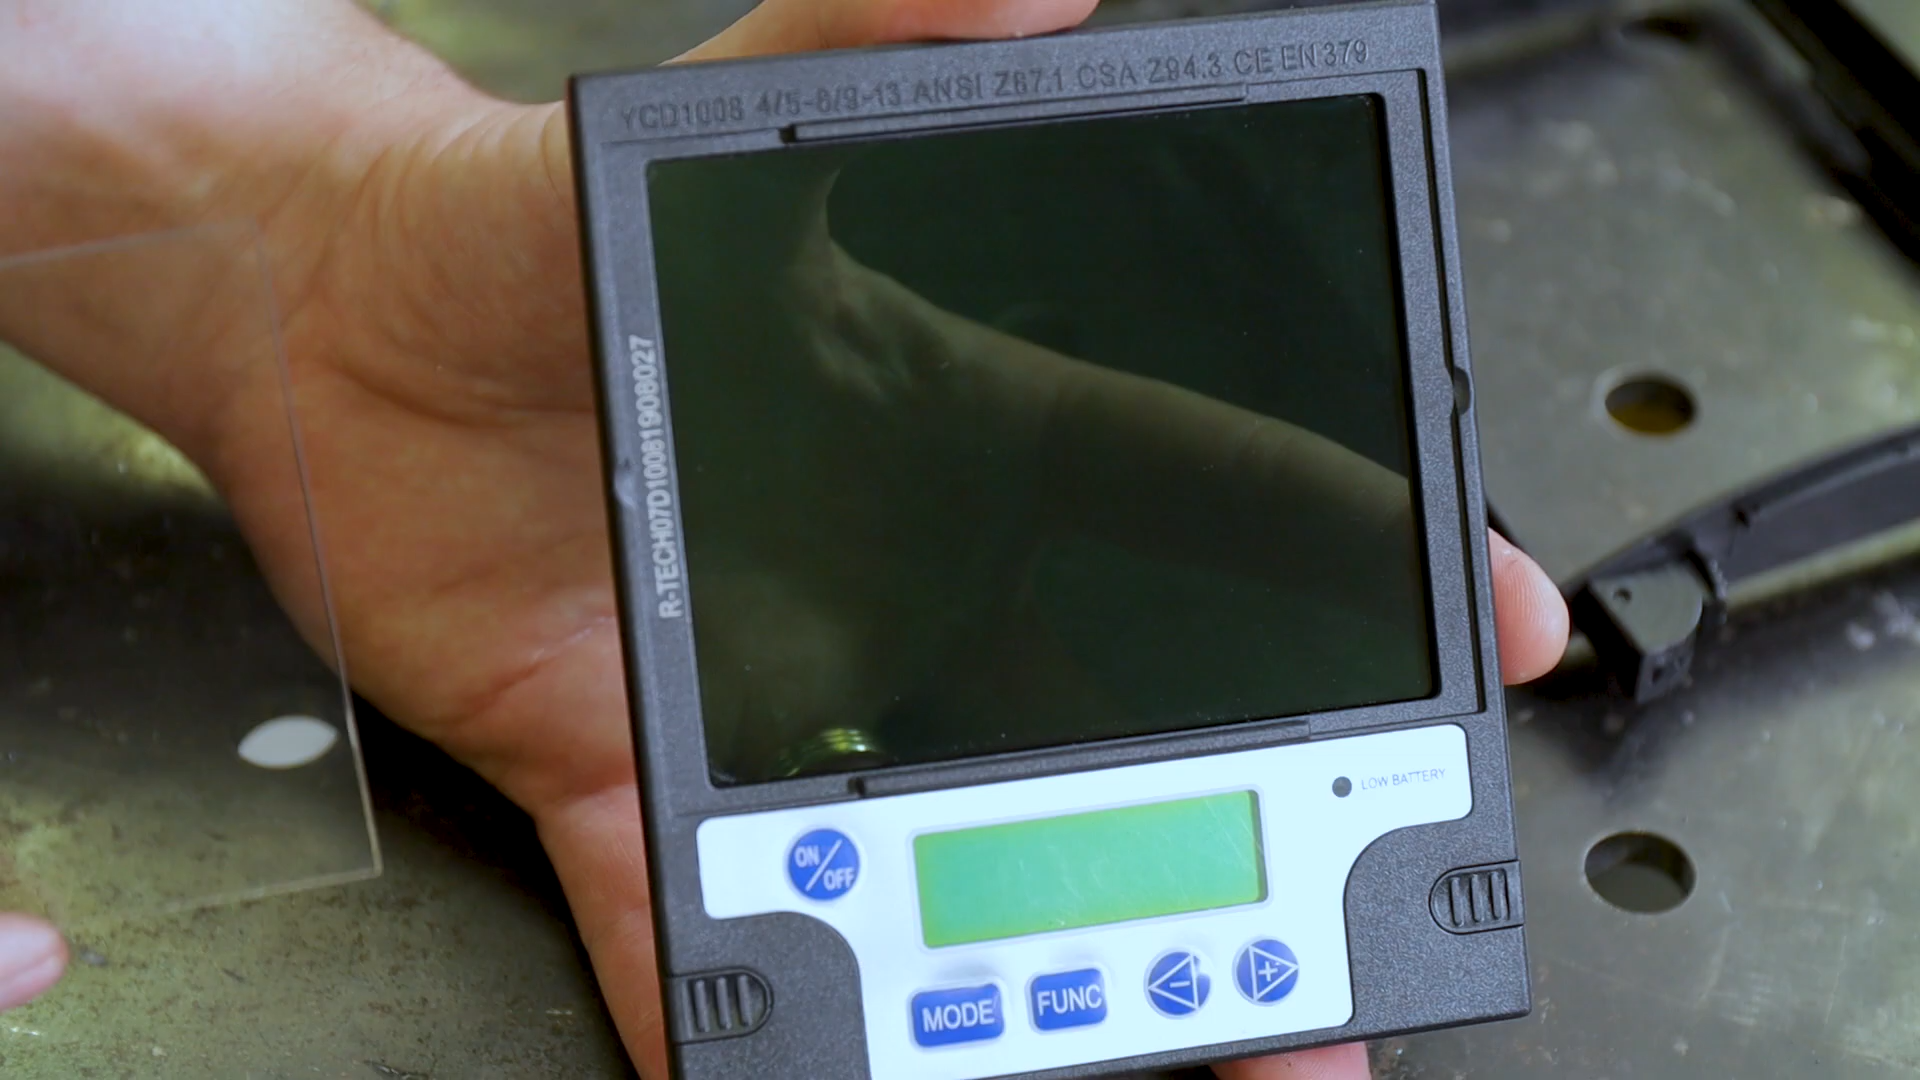 YCD1008 4/5-8/9-13 ANSI Z87.1 CSA Z94.3 CE EN379
R-TECH07D10081908027
LOW BATTERY
ON/OFF
MODE
FUNC
-
+